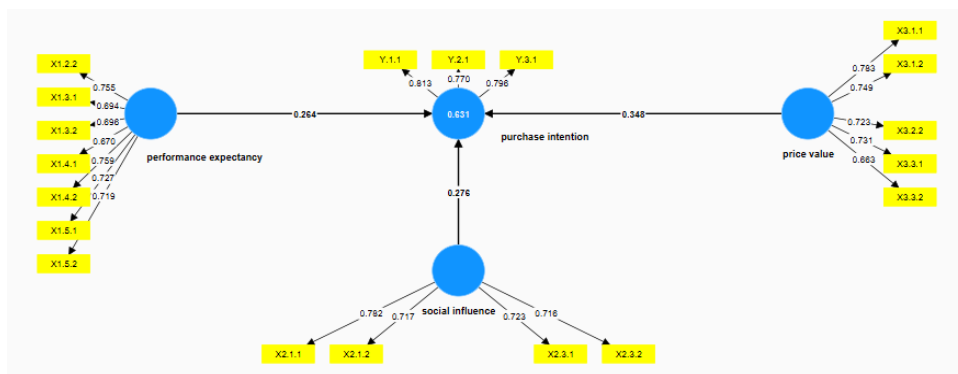 X1.2.2
X1.3.1
X1.3.2
X1.4.1
X1.4.2
X1.5.1
X1.5.2
0.755
0.694
0.696
0.670
0.759
0.727
0.719
performance expectancy
0.264
Y.1.1
Y.2.1
Y.3.1
0.813
0.770
0.796
0.631
purchase intention
0.348
X3.1.1
X3.1.2
X3.2.2
X3.3.1
X3.3.2
0.783
0.749
0.723
0.731
0.663
price value
0.276
social influence
0.782
0.717
0.723
0.716
X2.1.1
X2.1.2
X2.3.1
X2.3.2